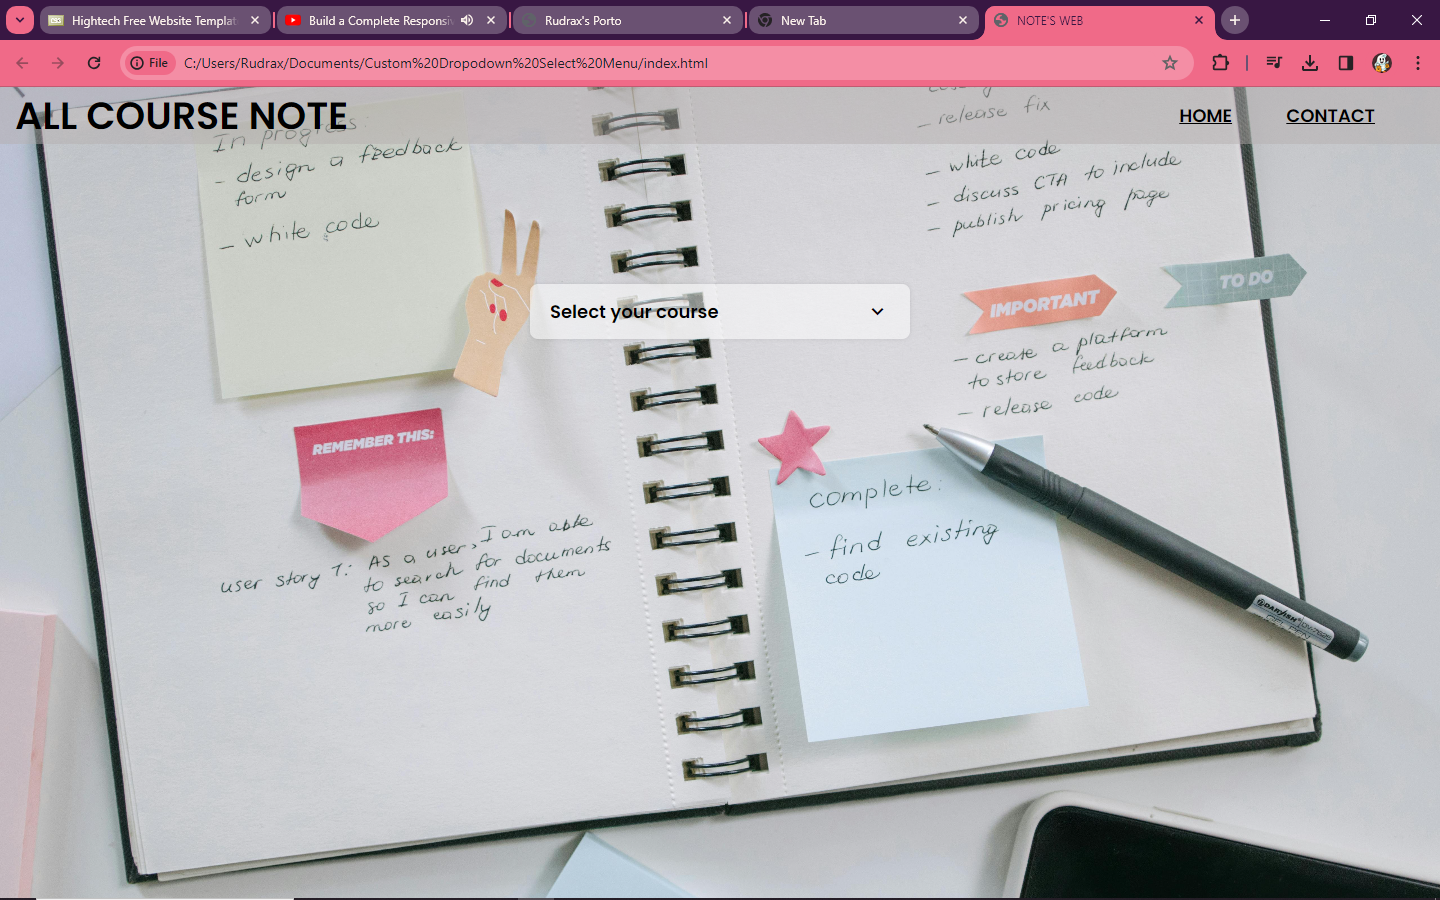 Hightech Free Website Templat
Build a Complete Responsiv
Rudrax's Porto
New Tab
NOTE'S WEB
File
C:/Users/Rudrax/Documents/Custom%20Dropodown%20Select%20Menu/index.html
ALL COURSE NOTE
HOME
CONTACT
In progress:
- design a feedback
form
- white code
- release fix
- white code
- discuss CTA to include
- publish pricing page
Select your course
IMPORTANT
TO DO
- create a platform
to store feedback
- release code
REMEMBER THIS:
user story 1: As a user, I am able
to search for documents
so I can find them
more easily
complete:
- find existing
code